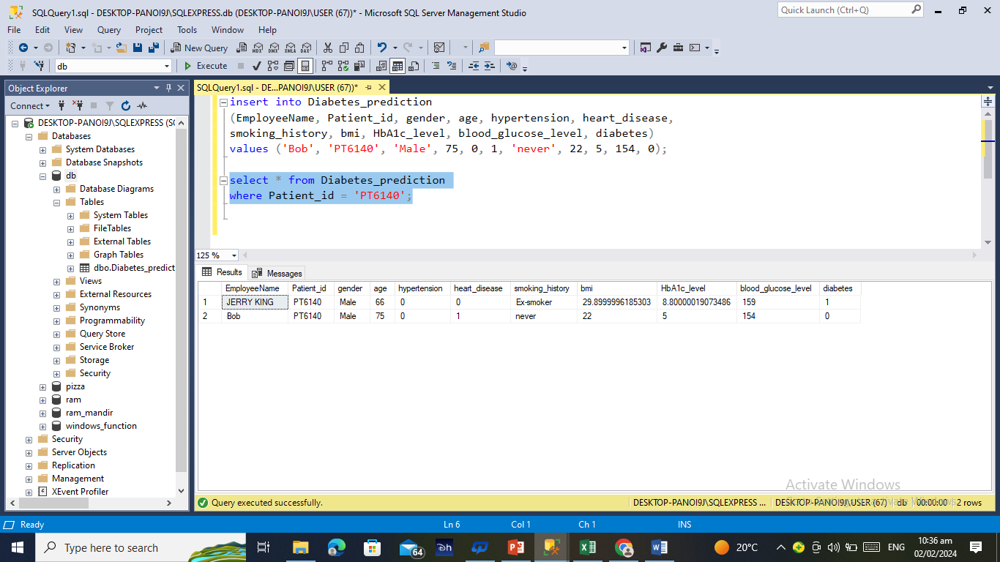 SQLQuery1.sql - DESKTOP-PANOI9J\SQLEXPRESS.db (DESKTOP-PANOI9J\USER (67))* - Microsoft SQL Server Management Studio
Quick Launch (Ctrl+Q)
File Edit View Query Project Tools Window Help
New Query MDX DMX XMLA DAX
db Execute
Object Explorer
Connect
DESKTOP-PANOI9J\SQLEXPRESS (S(
Databases
System Databases
Database Snapshots
db
Database Diagrams
Tables
System Tables
FileTables
External Tables
Graph Tables
dbo.Diabetes_predict
Views
External Resources
Synonyms
Programmability
Query Store
Service Broker
Storage
Security
pizza
ram
ram_mandir
windows_function
Security
Server Objects
Replication
Management
XEvent Profiler
SQLQuery1.sql - DE...PANOI9J\USER (67))*
insert into Diabetes_prediction
(EmployeeName, Patient_id, gender, age, hypertension, heart_disease,
smoking_history, bmi, HbA1c_level, blood_glucose_level, diabetes)
values ('Bob', 'PT6140', 'Male', 75, 0, 1, 'never', 22, 5, 154, 0);
select * from Diabetes_prediction
where Patient_id = 'PT6140';
125 %
Results Messages
EmployeeName Patient_id gender age hypertension heart_disease smoking_history bmi HbA1c_level blood_glucose_level diabetes
1 JERRY KING PT6140 Male 66 0 0 Ex-smoker 29.8999996185303 8.80000019073486 159 1
2 Bob PT6140 Male 75 0 1 never 22 5 154 0
Activate Windows
Query executed successfully. DESKTOP-PANOI9J\SQLEXPRESS ... DESKTOP-PANOI9J\USER (67) db 00:00:00 2 rows
Ready Ln 6 Col 1 Ch 1 INS
Type here to search 64 20°C ENG 10:36 am
02/02/2024